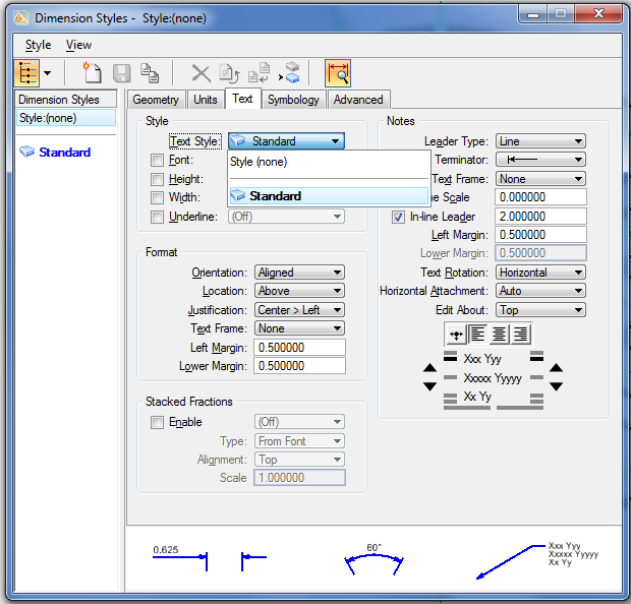 Dimension Styles - Style:(none)
Style View
Dimension Styles
Style:(none)
Standard
Geometry Units Text Symbology Advanced
Style
Text Style: Standard
Style (none)
Standard
Font:
Height:
Width:
Underline: (Off)
Format
Orientation: Aligned
Location: Above
Justification: Center > Left
Text Frame: None
Left Margin: 0.500000
Lower Margin: 0.500000
Stacked Fractions
Enable (Off)
Type: From Font
Alignment: Top
Scale 1.000000
Notes
Leader Type: Line
Terminator:
Text Frame: None
Scale 0.000000
In-line Leader 2.000000
Left Margin: 0.500000
Lower Margin: 0.500000
Text Rotation: Horizontal
Horizontal Attachment: Auto
Edit About: Top
Xxx Yyy
Xxxxx Yyyyy
Xx Yy
0.625
60°
Xxx Yyy
Xxxxx Yyyyy
Xx Yy